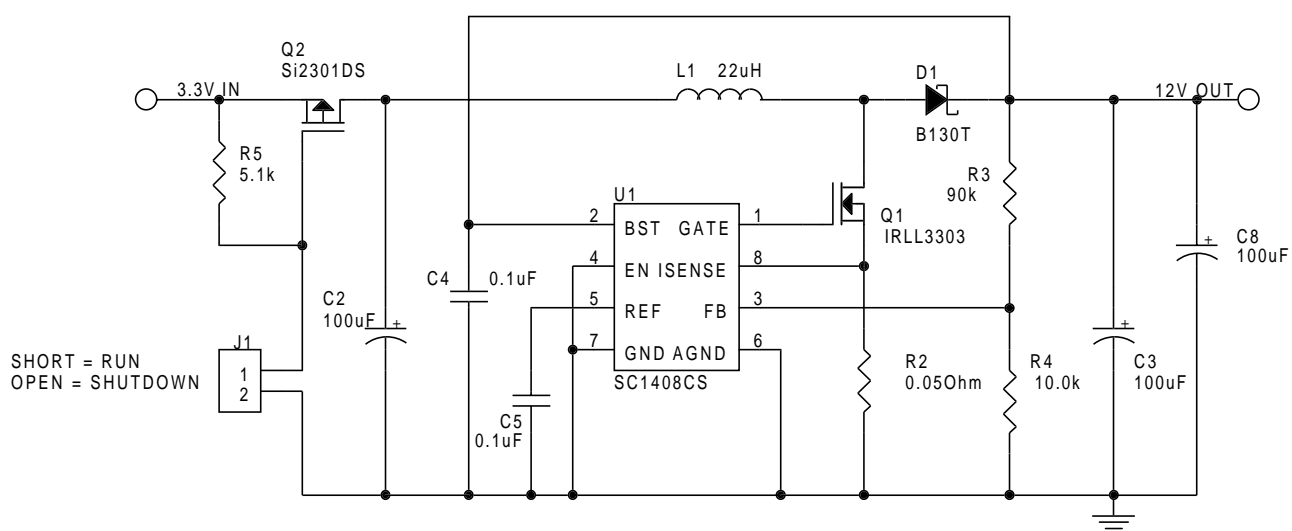 Q2
Si2301DS
3.3V IN
L1 22uH
D1
B130T
12V OUT
R5
5.1k
R3
90k
U1
2 BST GATE 1
4 EN ISENSE 8
5 REF FB 3
7 GND AGND 6
SC1408CS
Q1
IRLL3303
C8
100uF
C4 0.1uF
C2
100uF
J1
1
2
SHORT = RUN
OPEN = SHUTDOWN
C5
0.1uF
R2
0.05Ohm
R4
10.0k
C3
100uF
+
+
+